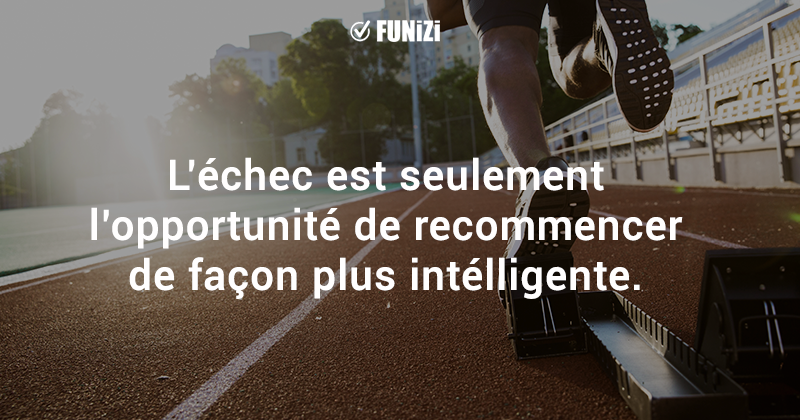 FUNiZi
L'échec est seulement
l'opportunité de recommencer
de façon plus intélligente.